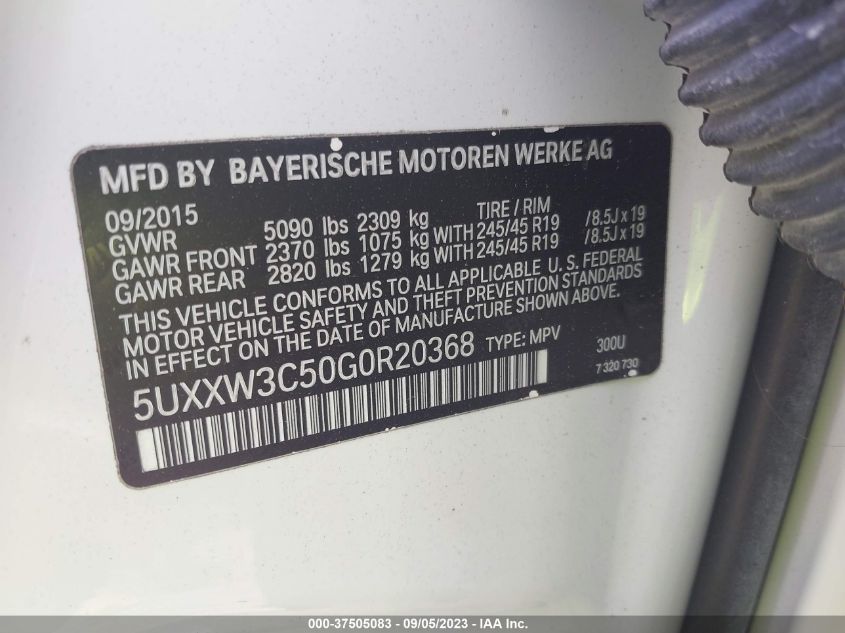 MFD BY BAYERISCHE MOTOREN WERKE AG
09/2015 TIRE / RIM
GVWR 5090 lbs 2309 kg
GAWR FRONT 2370 lbs 1075 kg WITH 245/45 R19 /8.5J x 19
GAWR REAR 2820 lbs 1279 kg WITH 245/45 R19 /8.5J x 19
THIS VEHICLE CONFORMS TO ALL APPLICABLE U. S. FEDERAL
MOTOR VEHICLE SAFETY AND THEFT PREVENTION STANDARDS
IN EFFECT ON THE DATE OF MANUFACTURE SHOWN ABOVE.
5UXXW3C50G0R20368 TYPE: MPV 300U
7 320 730
000-37505083 - 09/05/2023 - IAA Inc.